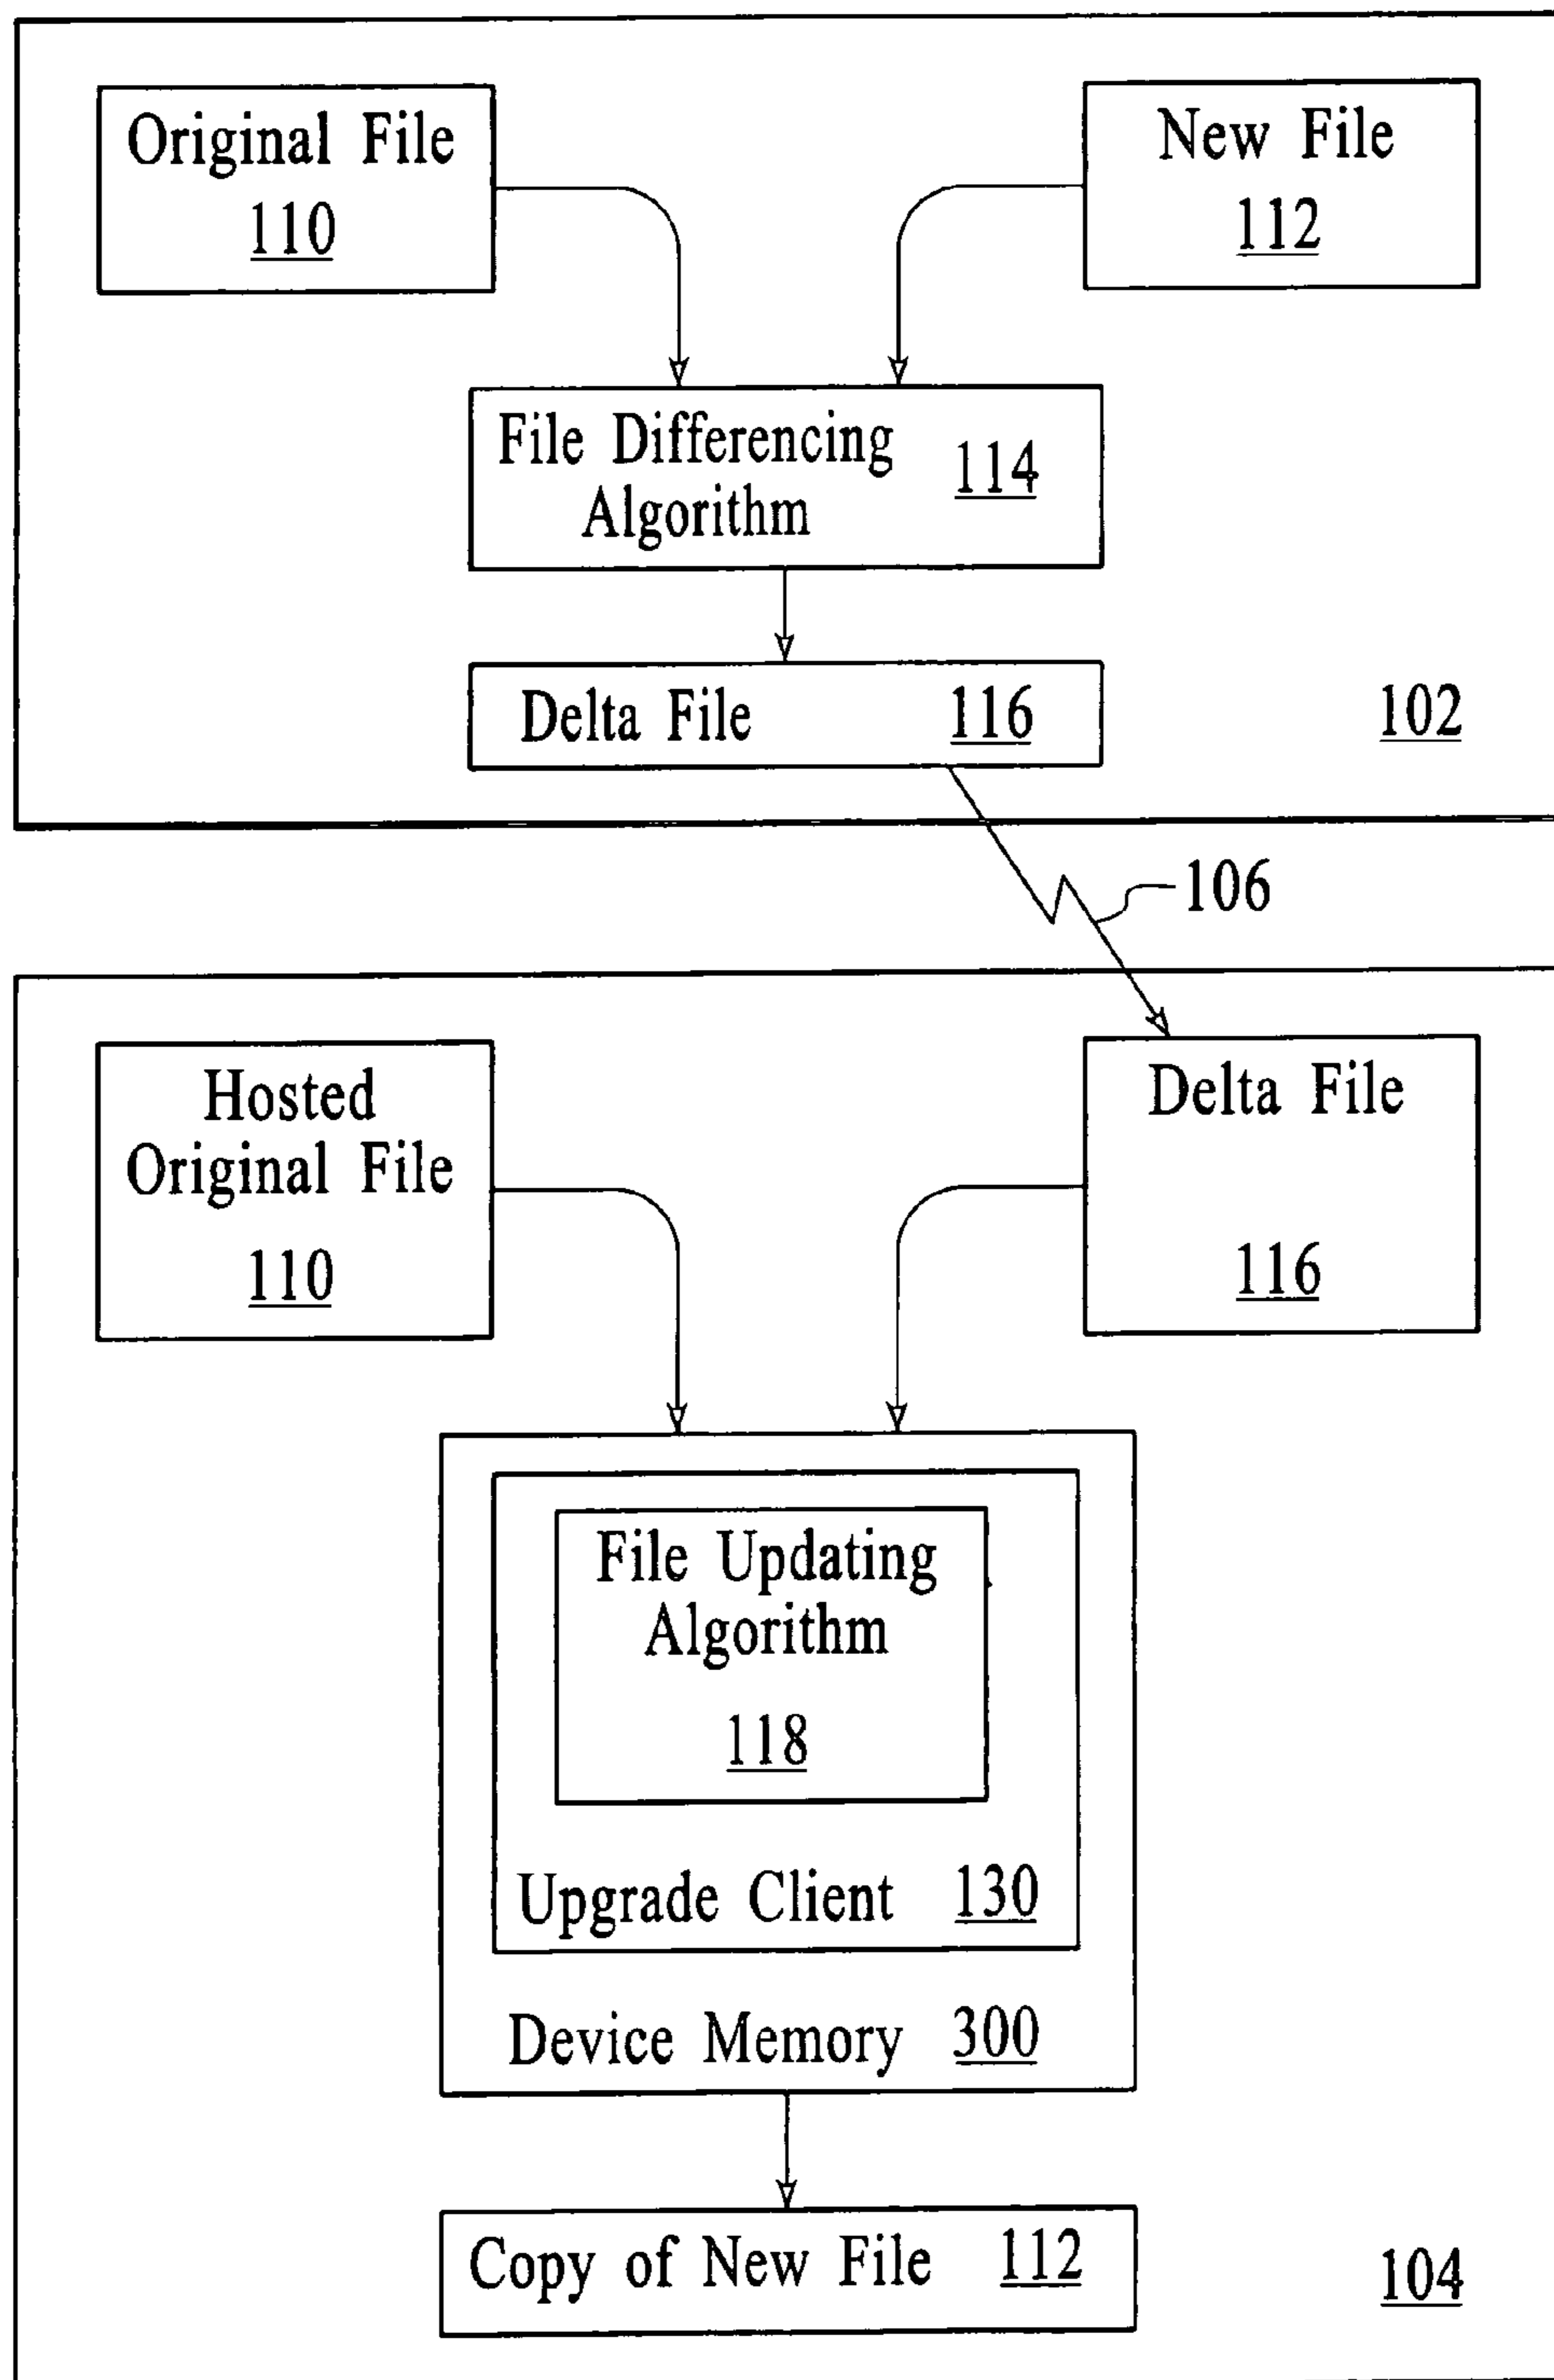 Original File
110
New File
112
File Differencing
Algorithm
114
Delta File
116
102
106
Hosted
Original File
110
Delta File
116
File Updating
Algorithm
118
Upgrade Client
130
Device Memory
300
Copy of New File
112
104